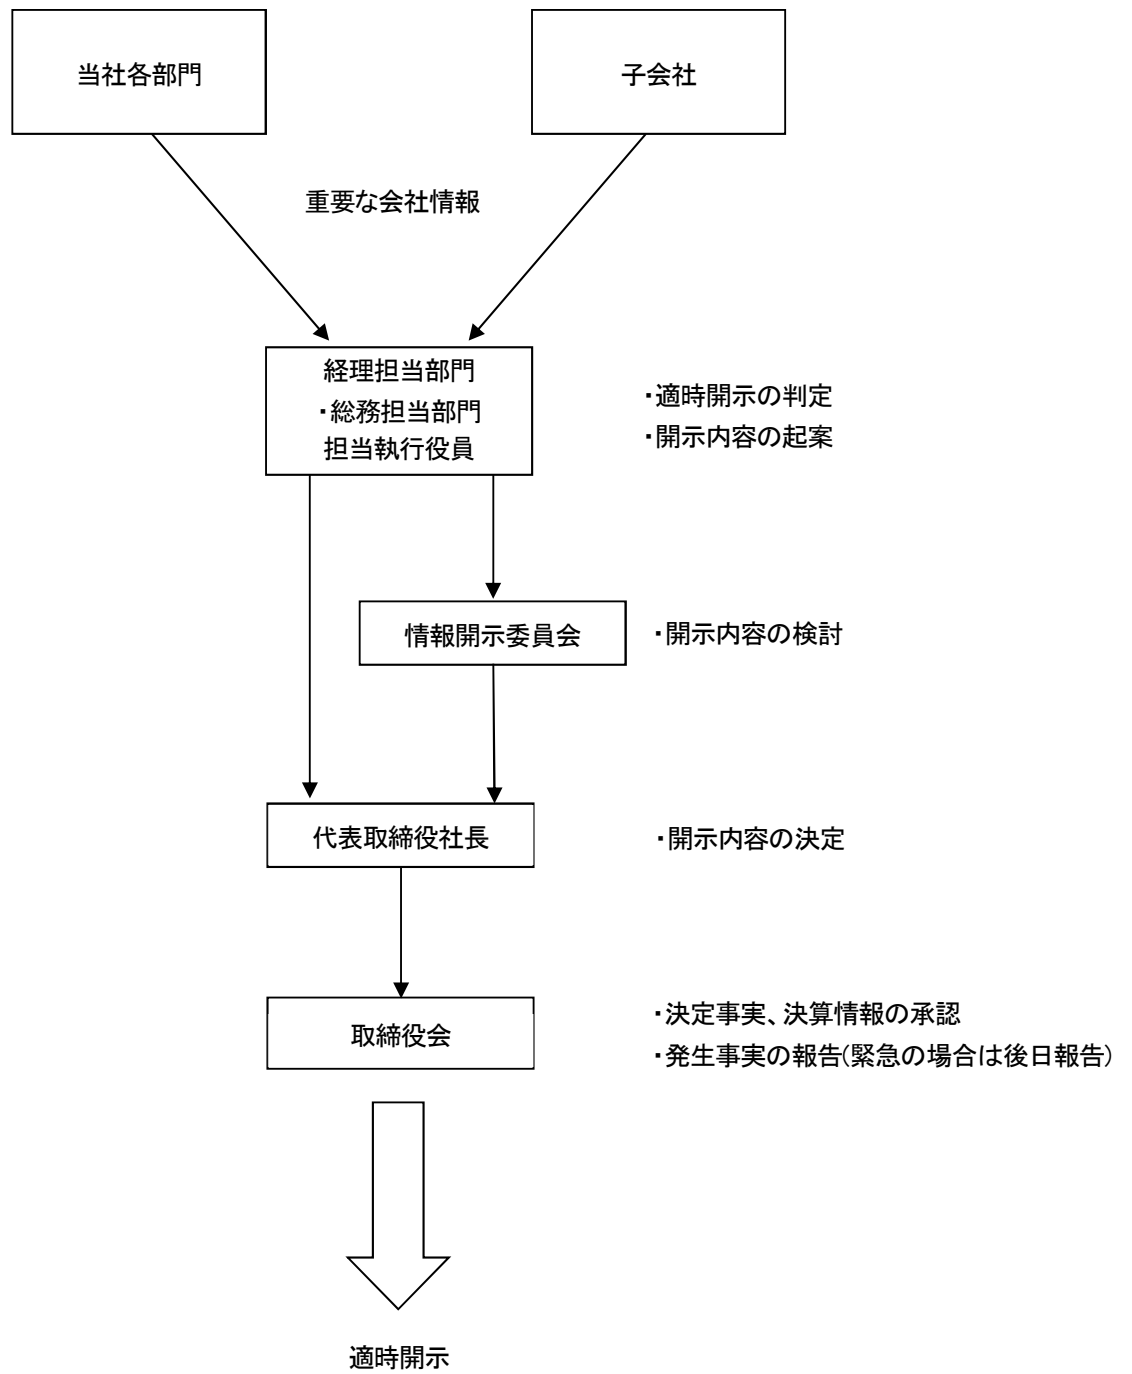 当社各部門
子会社
重要な会社情報
経理担当部門
・総務担当部門
担当執行役員
・適時開示の判定
・開示内容の起案
情報開示委員会
・開示内容の検討
代表取締役社長
・開示内容の決定
取締役会
・決定事実、決算情報の承認
・発生事実の報告(緊急の場合は後日報告)
適時開示